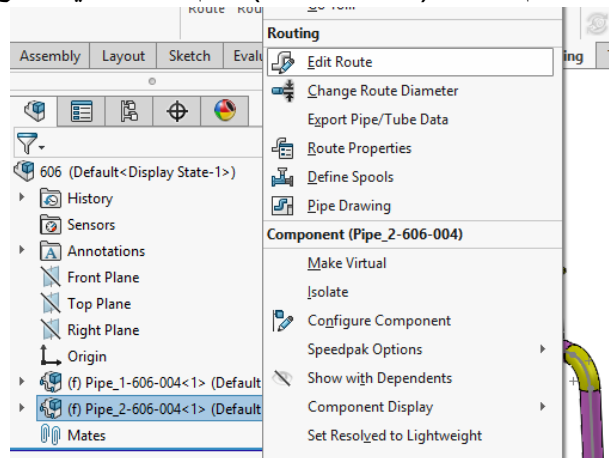 Route
Routing
Assembly
Layout
Sketch
Edit Route
Change Route Diameter
Export Pipe/Tube Data
Route Properties
606 (Default<Display State-1>)
Define Spools
History
Pipe Drawing
Sensors
Component (Pipe_2-606-004)
Annotations
Make Virtual
Front Plane
Isolate
Top Plane
Configure Component
Right Plane
Speedpak Options
Origin
Show with Dependents
(f) Pipe_1-606-004<1> (Default
(f) Pipe_2-606-004<1> (Default
Component Display
Mates
Set Resolved to Lightweight